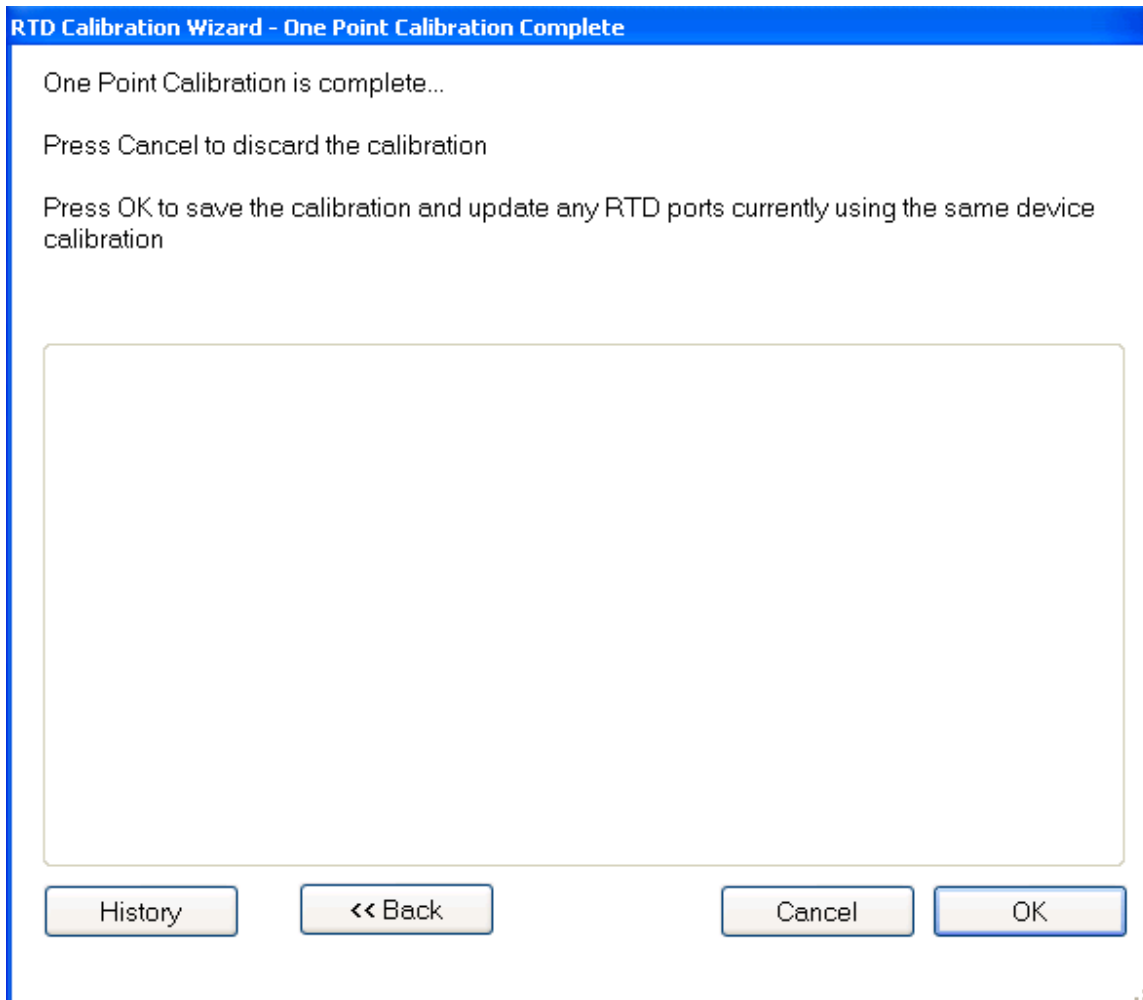 RTD Calibration Wizard - One Point Calibration Complete
One Point Calibration is complete...
Press Cancel to discard the calibration
Press OK to save the calibration and update any RTD ports currently using the same device
calibration
History
<< Back
Cancel
OK